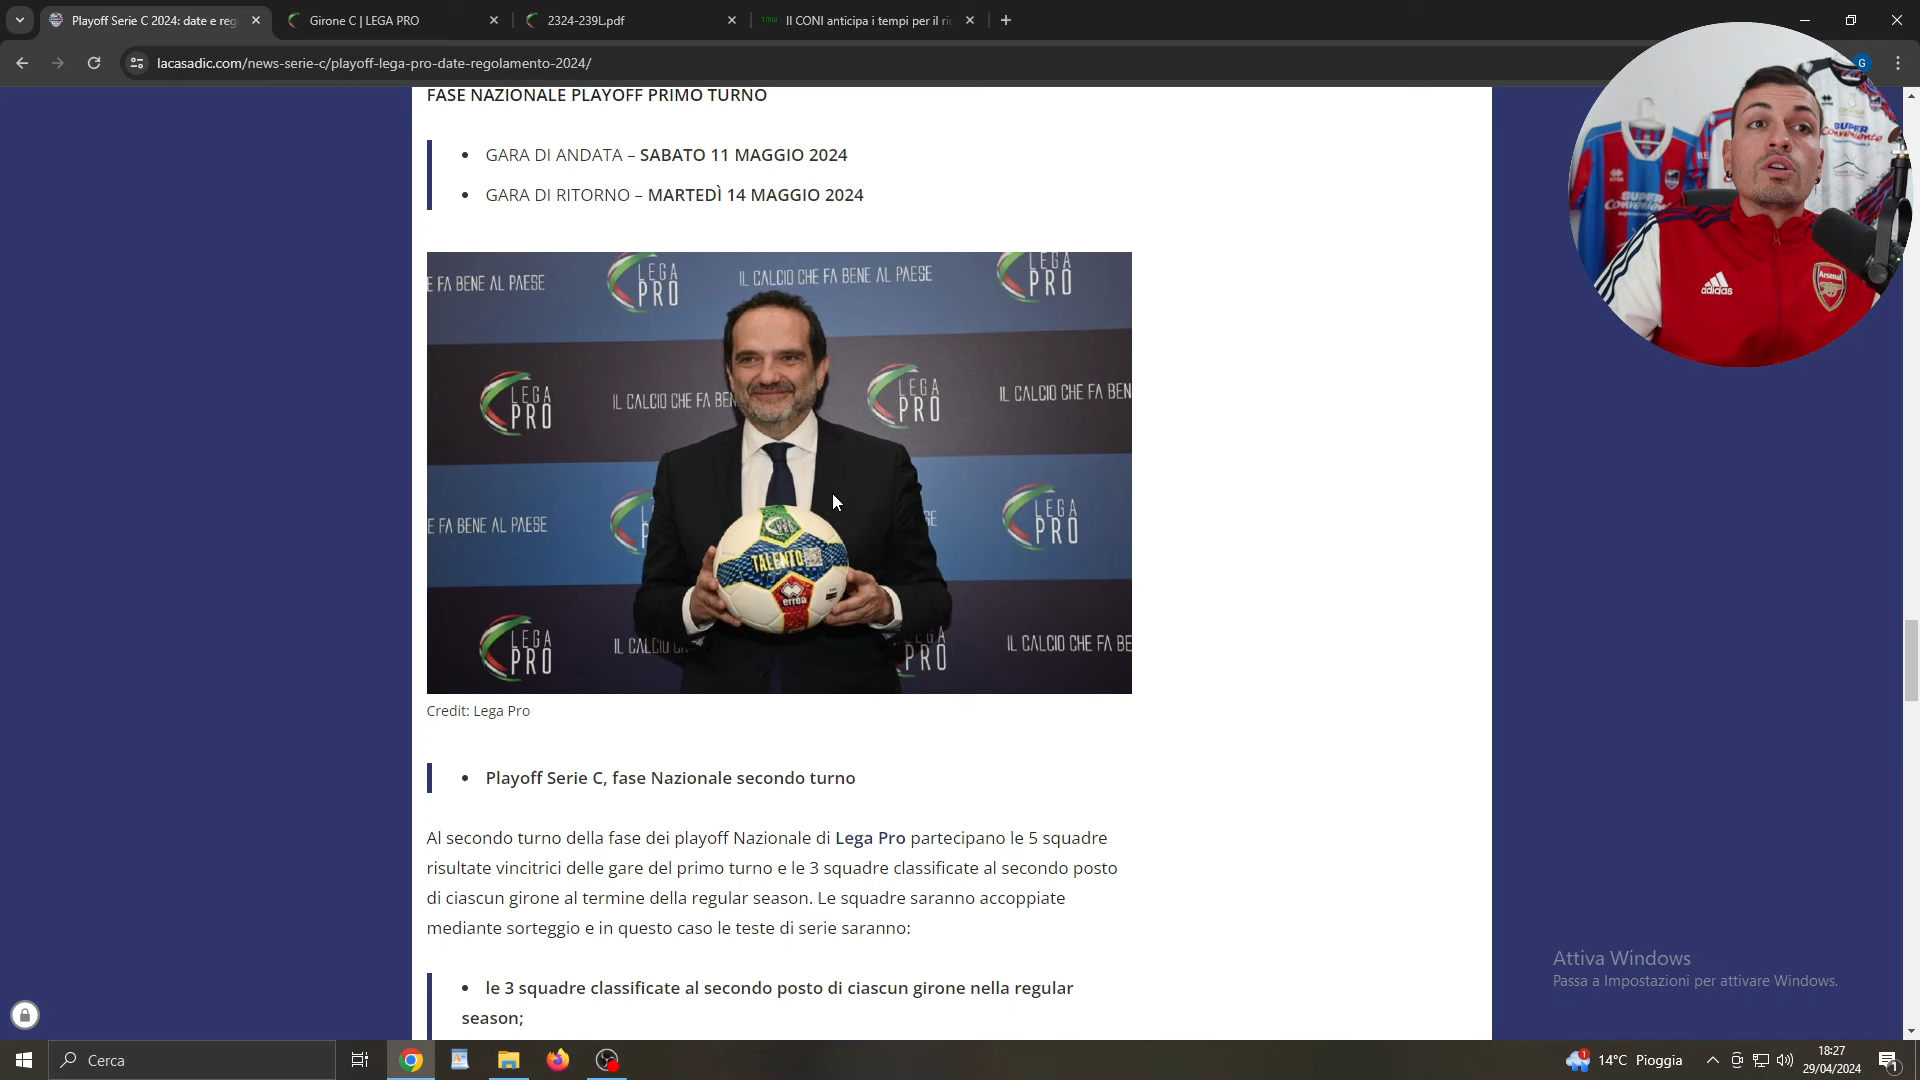 Playoff Serie C 2024: date e reg
Girone C | LEGA PRO
2324-239L.pdf
Il CONI anticipa i tempi per il ri
lacasadic.com/news-serie-c/playoff-lega-pro-date-regolamento-2024/
G
FASE NAZIONALE PLAYOFF PRIMO TURNO
GARA DI ANDATA – SABATO 11 MAGGIO 2024
GARA DI RITORNO – MARTEDÌ 14 MAGGIO 2024
E FA BENE AL PAESE
LEGA PRO
IL CALCIO CHE FA BENE AL PAESE
LEGA PRO
LEGA PRO
IL CALCIO CHE FA BEN
LEGA PRO
IL CALCIO CHE FA BEN
E FA BENE AL PAESE
LEGA PRO
TALENTO
errea
LEGA PRO
LEGA PRO
IL CALCIO CHE FA BE
SUPER
Conveniente
SUPER
Conveniente
adidas
Arsenal
Credit: Lega Pro
Playoff Serie C, fase Nazionale secondo turno
Al secondo turno della fase dei playoff Nazionale di Lega Pro partecipano le 5 squadre
risultate vincitrici delle gare del primo turno e le 3 squadre classificate al secondo posto
di ciascun girone al termine della regular season. Le squadre saranno accoppiate
mediante sorteggio e in questo caso le teste di serie saranno:
le 3 squadre classificate al secondo posto di ciascun girone nella regular
season;
Attiva Windows
Passa a Impostazioni per attivare Windows.
Cerca
14°C Pioggia
18:27
29/04/2024